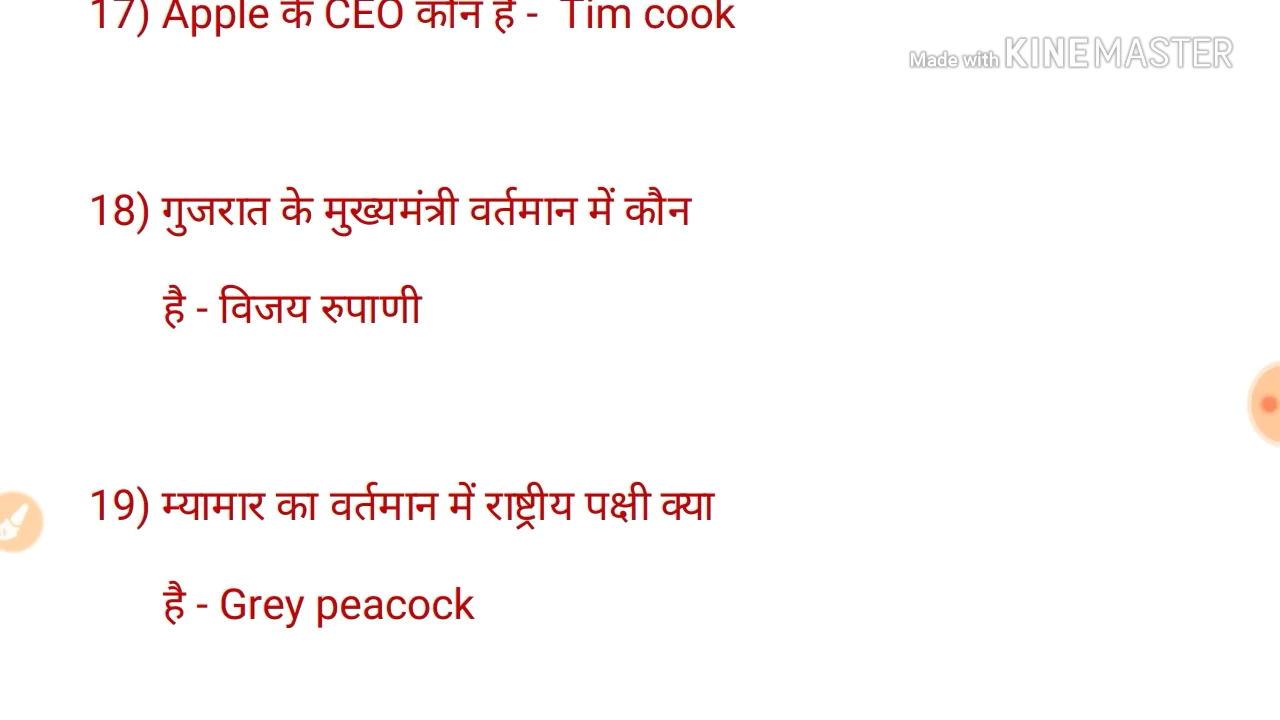 17) Apple के CEO कौन है - Tim cook
Made with KINEMASTER
18) गुजरात के मुख्यमंत्री वर्तमान में कौन
है - विजय रुपाणी
19) म्यामार का वर्तमान में राष्ट्रीय पक्षी क्या
है - Grey peacock